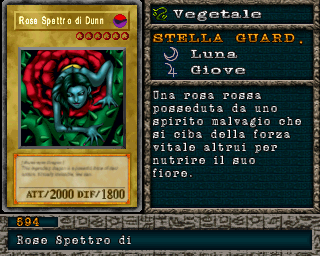 Rose Spettro di Dunn
ATT/2000 DIF/1800
Vegetale
STELLA GUARD.
Luna
Giove
Una rosa rossa
posseduta da uno
spirito malvagio che
si ciba della forza
vitale altrui per
nutrire il suo
fiore.
594
Rose Spettro di